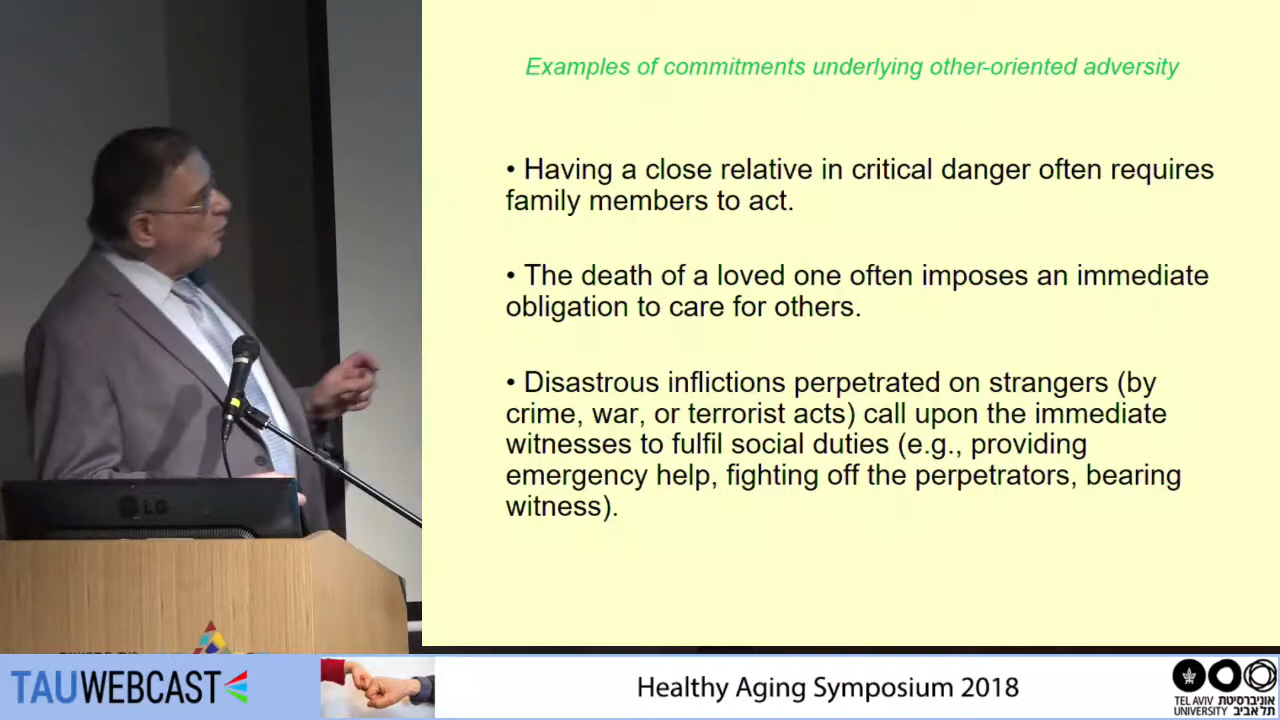 Examples of commitments underlying other-oriented adversity
• Having a close relative in critical danger often requires
family members to act.
• The death of a loved one often imposes an immediate
obligation to care for others.
• Disastrous inflictions perpetrated on strangers (by
crime, war, or terrorist acts) call upon the immediate
witnesses to fulfil social duties (e.g., providing
emergency help, fighting off the perpetrators, bearing
witness).
LG
TAUWEBCAST
Healthy Aging Symposium 2018
TEL AVIV אוניברסיטת
UNIVERSITY תל אביב